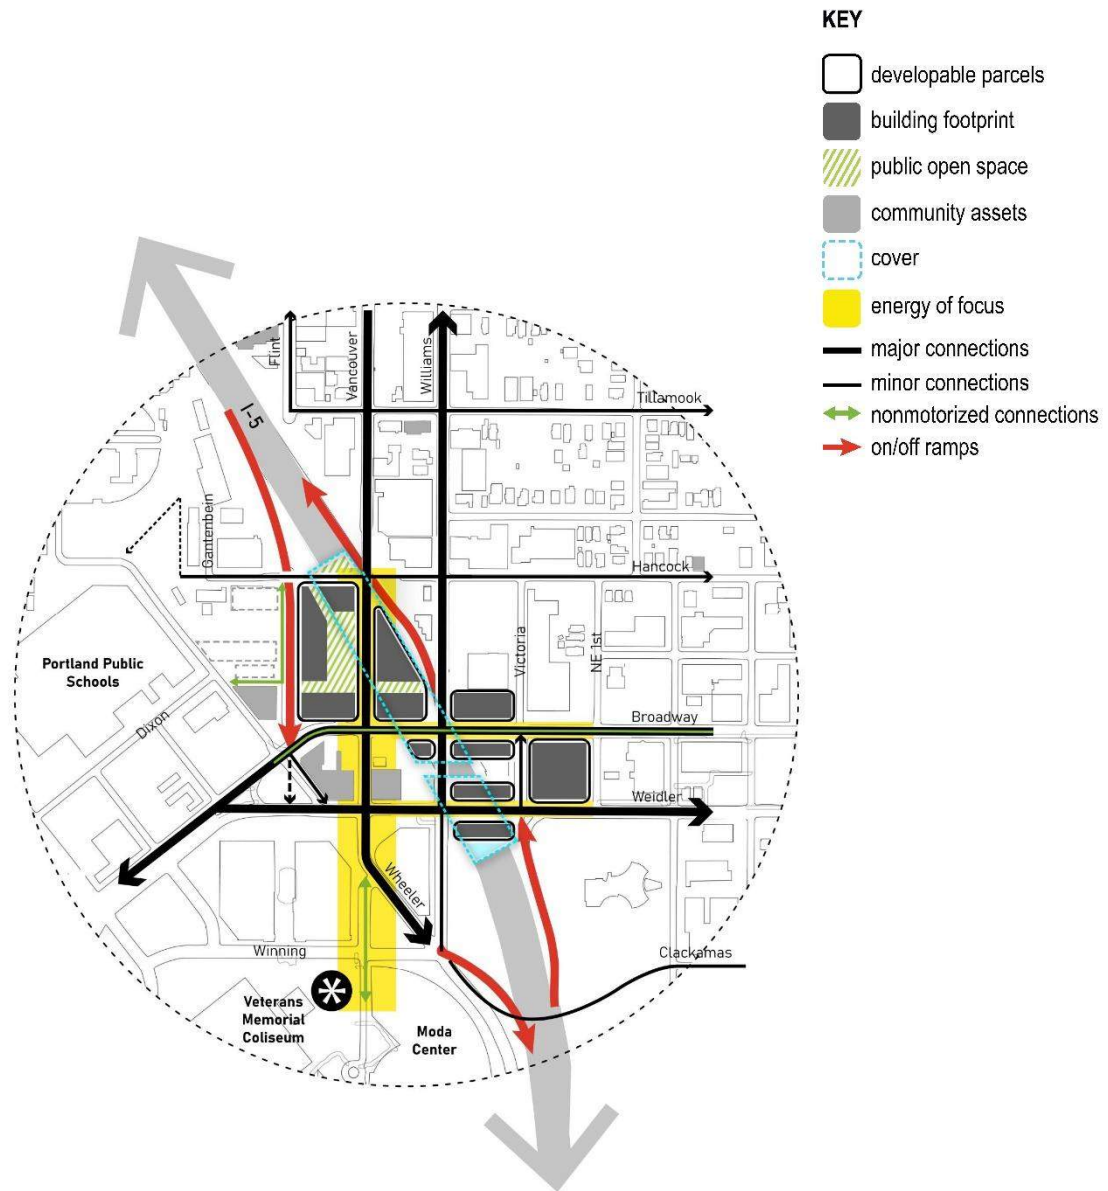 KEY
developable parcels
building footprint
public open space
community assets
cover
energy of focus
major connections
minor connections
nonmotorized connections
on/off ramps
Flint
Vancouver
Williams
Tillamook
I-5
Gantenbein
Hancock
Portland Public
Schools
Victoria
NE 1st
Dixon
Broadway
Weidler
Wheeler
Winning
Clackamas
Veterans
Memorial
Coliseum
Moda
Center